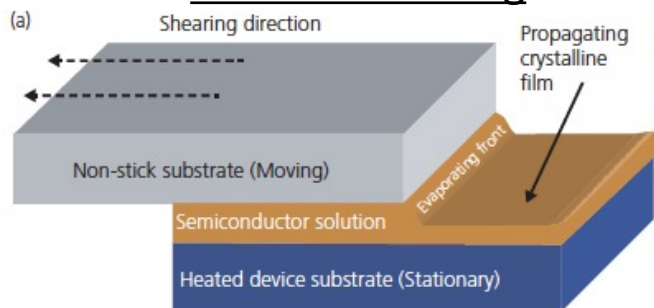 (a)
Shearing direction
Propagating
crystalline
film
Non-stick substrate (Moving)
Evaporating front
Semiconductor solution
Heated device substrate (Stationary)